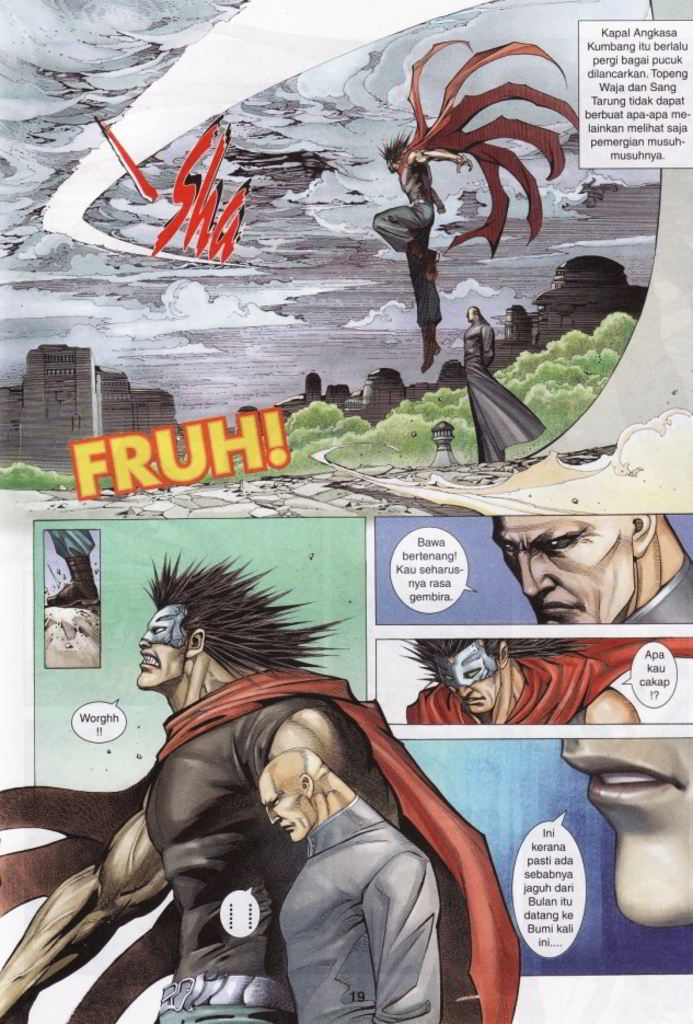 Kapal Angkasa
Kumbang itu berlalu
pergi bagai pucuk
dilancarkan. Topeng
Waja dan Sang
Tarung tidak dapat
berbuat apa-apa me-
lainkan melihat saja
pemergian musuh-
musuhnya.
Sha
FRUH!
Bawa
bertenang!
Kau seharus-
nya rasa
gembira.
Apa
kau
cakap
!?
Worghh
!!
Ini
kerana
pasti ada
sebabnya
jaguh dari
Bulan itu
datang ke
Bumi kali
ini....
!!!!
19